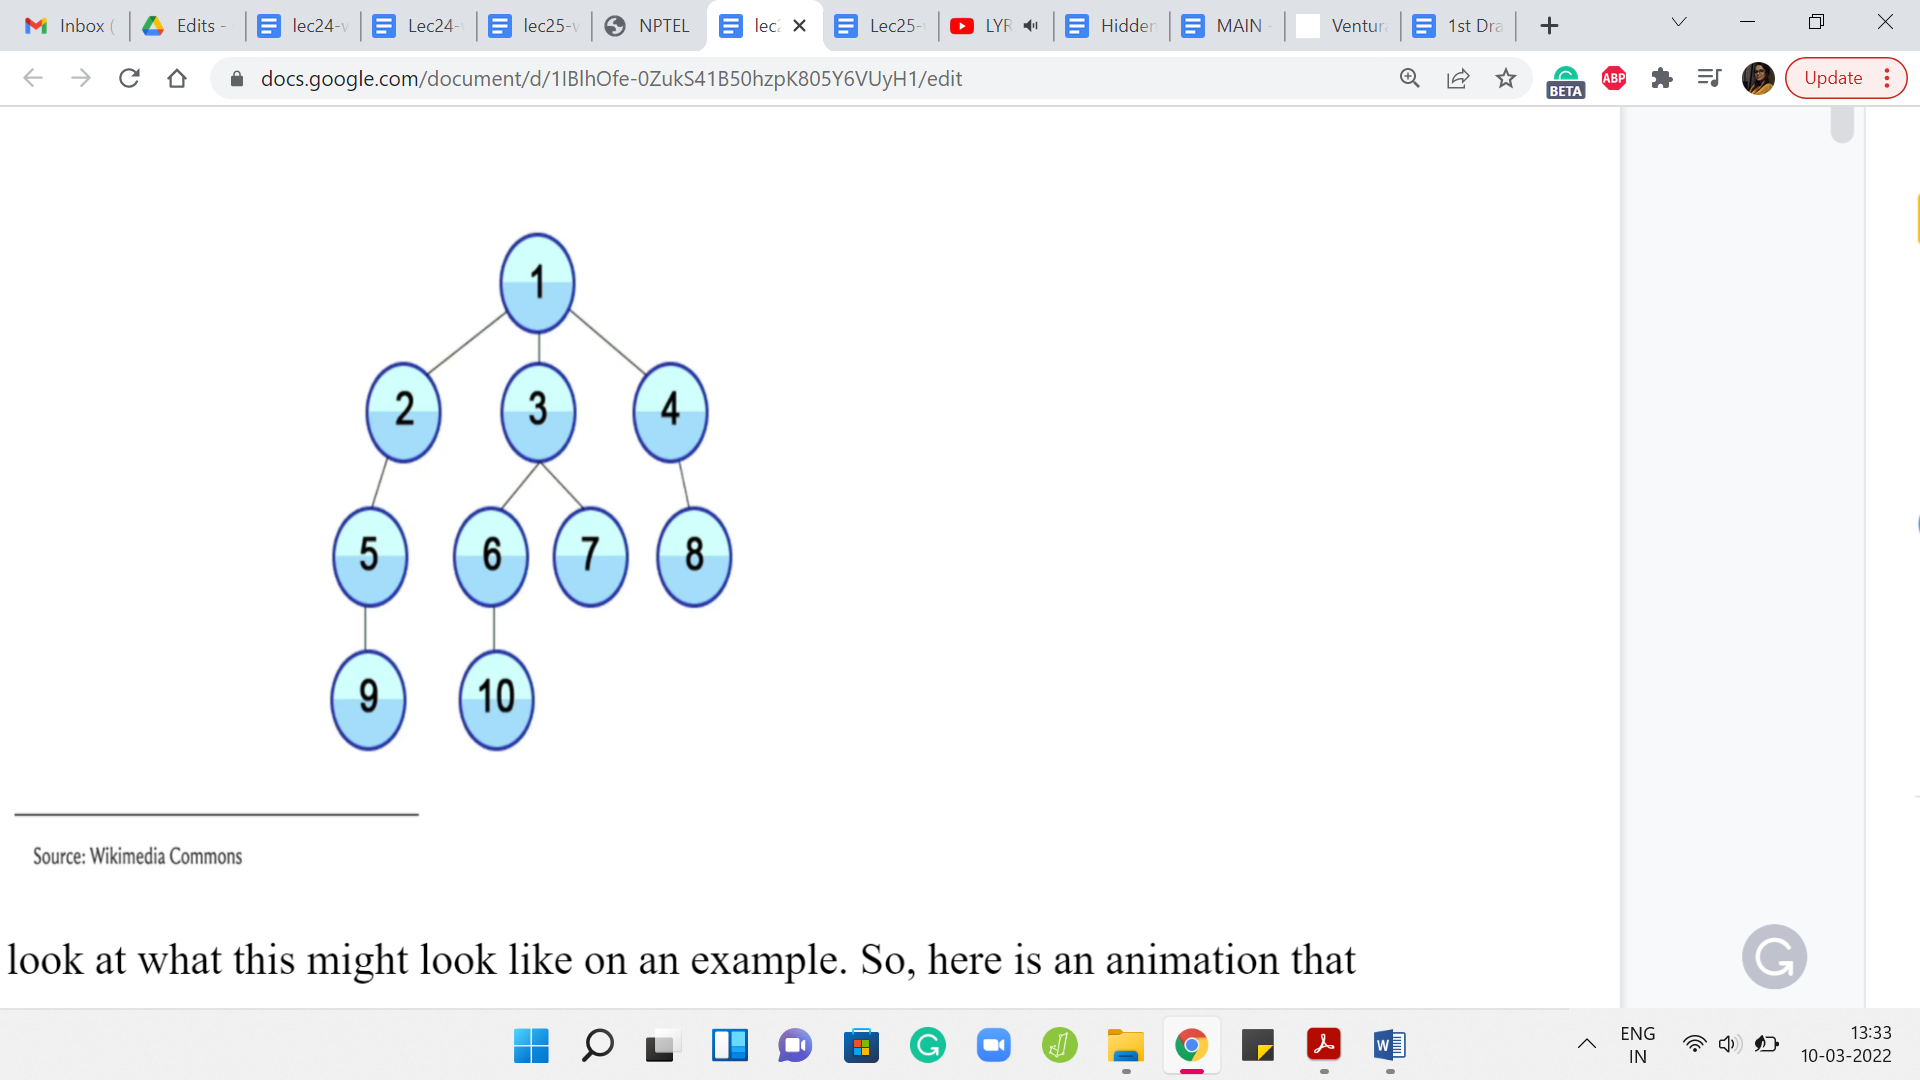 Inbox (
Edits -
lec24-v
Lec24-
lec25-v
NPTEL
lec
Lec25-
LYR
Hidden
MAIN -
Ventur
1st Dra
docs.google.com/document/d/1IBlhOfe-0ZukS41B50hzpK805Y6VUyH1/edit
BETA
ABP
Update
1
2 3 4
5 6 7 8
9 10
Source: Wikimedia Commons
look at what this might look like on an example. So, here is an animation that
ENG
IN
13:33
10-03-2022